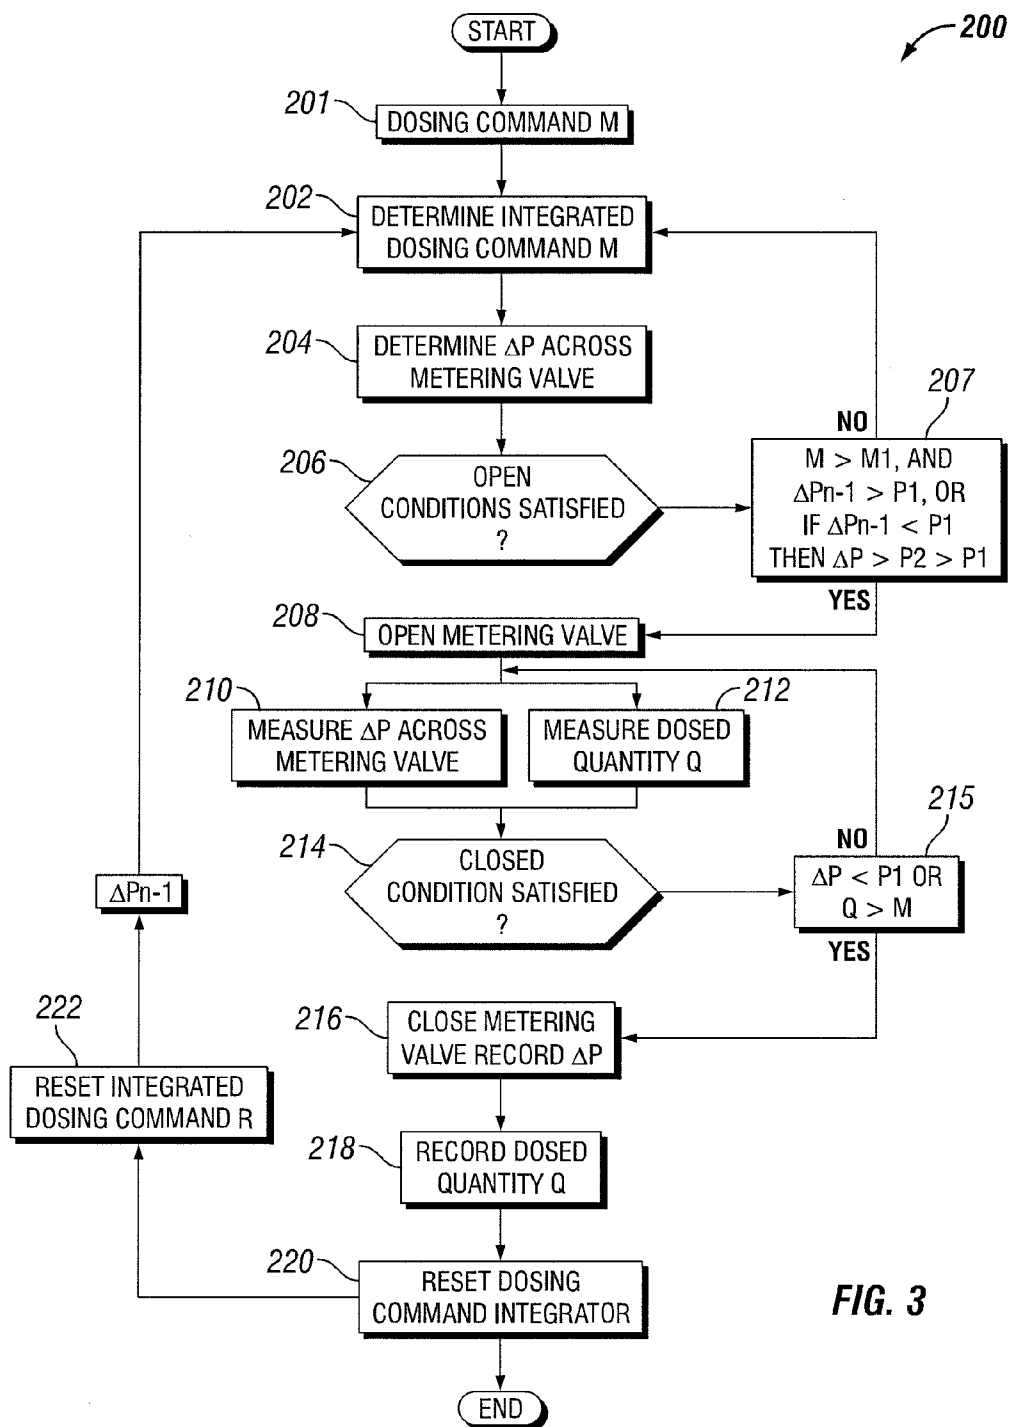 START
200
201
DOSING COMMAND M
202
DETERMINE INTEGRATED
DOSING COMMAND M
204
DETERMINE ΔP ACROSS
METERING VALVE
207
NO
206
OPEN
CONDITIONS SATISFIED
?
M > M1, AND
ΔPn-1 > P1, OR
IF ΔPn-1 < P1
THEN ΔP > P2 > P1
YES
208
OPEN METERING VALVE
210
MEASURE ΔP ACROSS
METERING VALVE
212
MEASURE DOSED
QUANTITY Q
215
NO
214
CLOSED
CONDITION SATISFIED
?
ΔP < P1 OR
Q > M
YES
ΔPn-1
216
CLOSE METERING
VALVE RECORD ΔP
222
RESET INTEGRATED
DOSING COMMAND R
218
RECORD DOSED
QUANTITY Q
220
RESET DOSING
COMMAND INTEGRATOR
FIG. 3
END